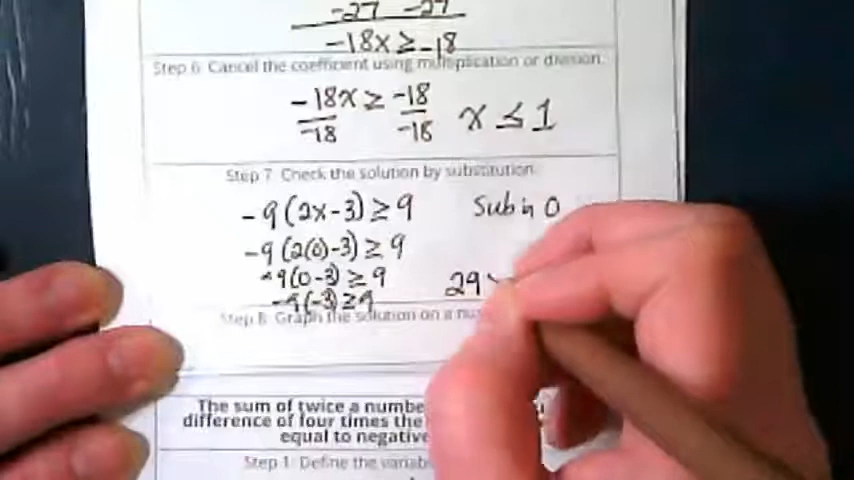 -27 -27
-18x ≥ -18
Step 6: Cancel the coefficient using multiplication or division.
-18x ≥ -18 x ≤ 1
-18 -18
Step 7: Check the solution by substitution
-9(2x-3) ≥ 9 Sub in 0
-9(2(0)-3) ≥ 9
-9(0-3) ≥ 9 29
-9(-3) ≥ 9
Step 8: Graph the solution on a
The sum of twice a
difference of four times the
equal to negative
Step 1: Define the